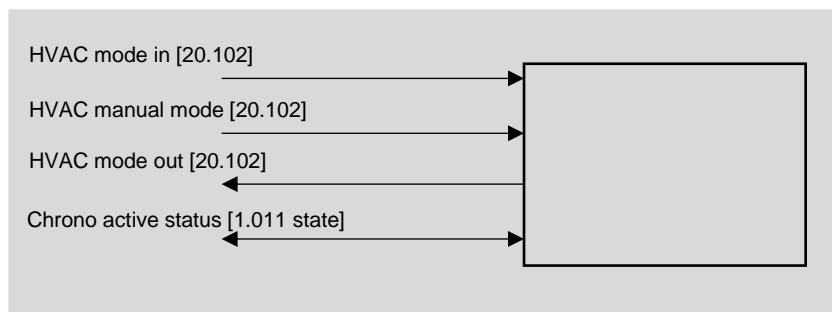 HVAC mode in [20.102]
HVAC manual mode [20.102]
HVAC mode out [20.102]
Chrono active status [1.011 state]